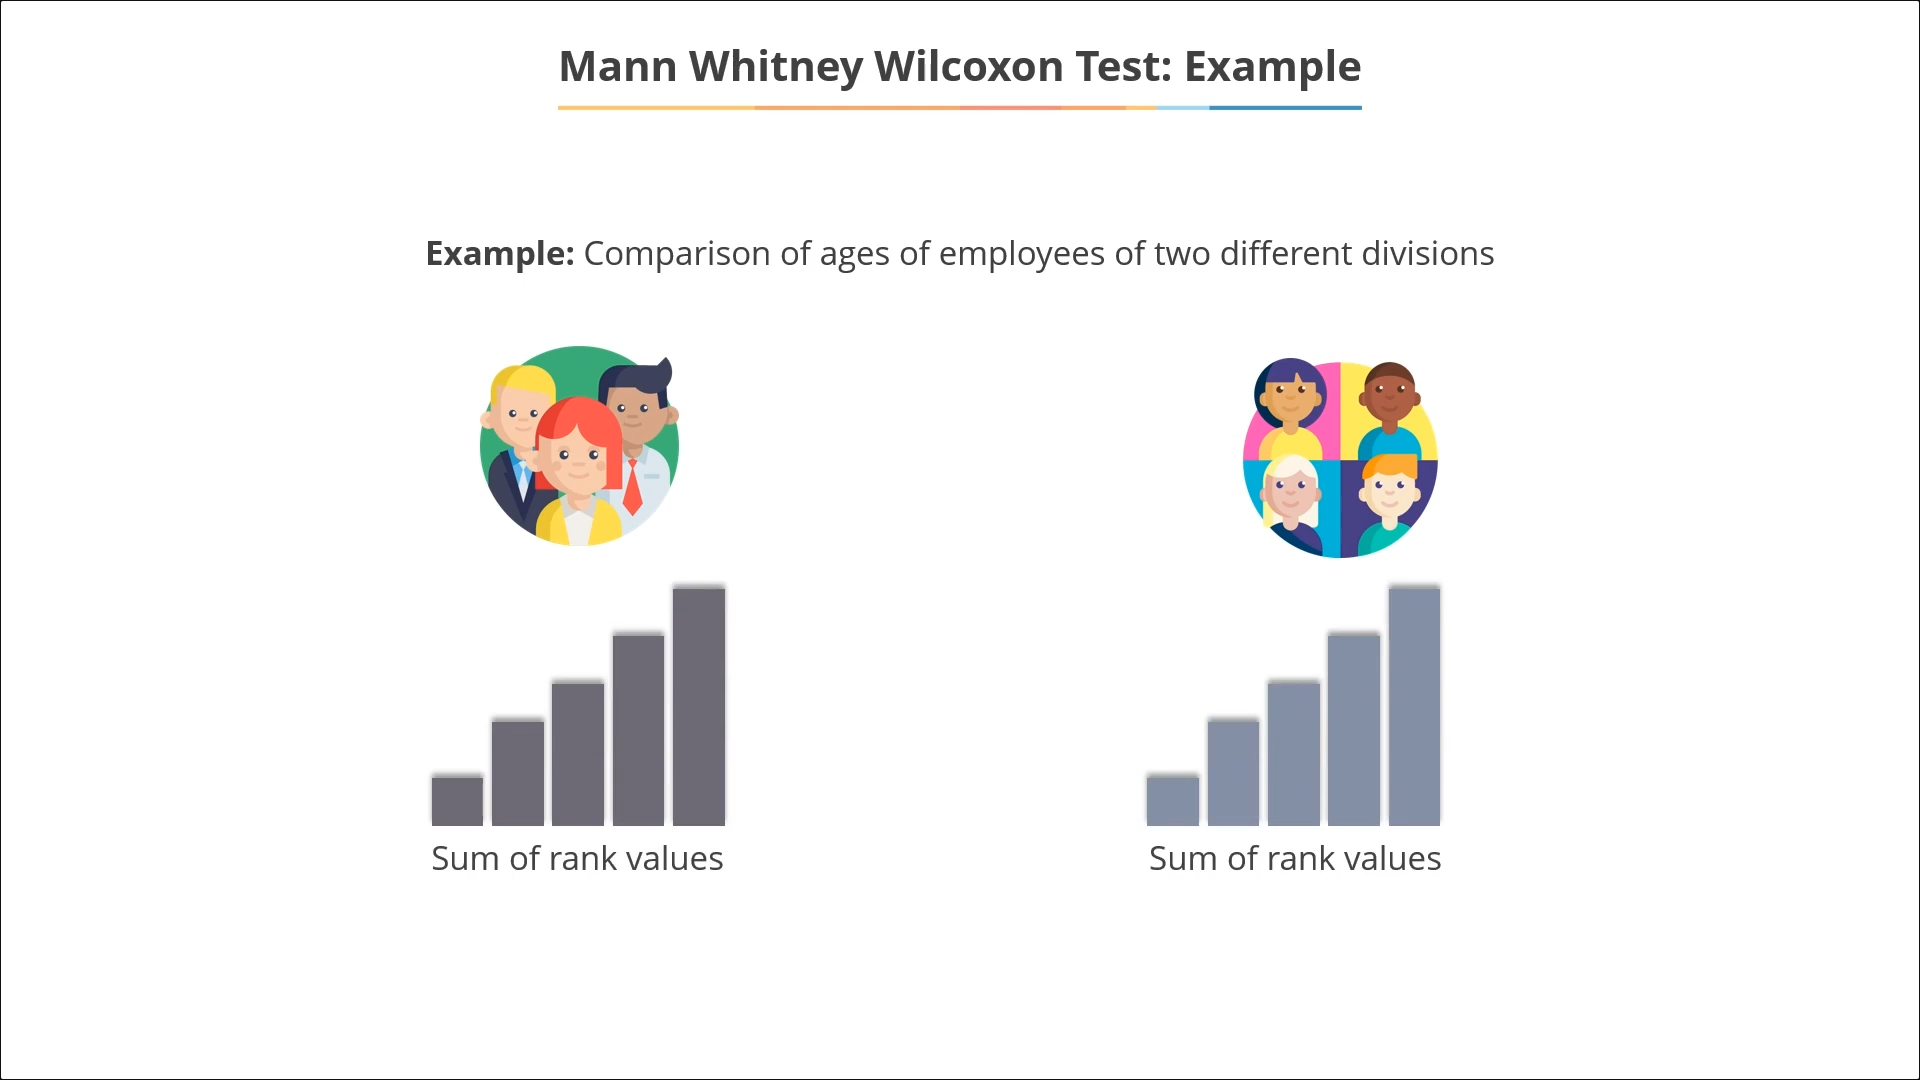 Mann Whitney Wilcoxon Test: Example
Example: Comparison of ages of employees of two different divisions
Sum of rank values
Sum of rank values